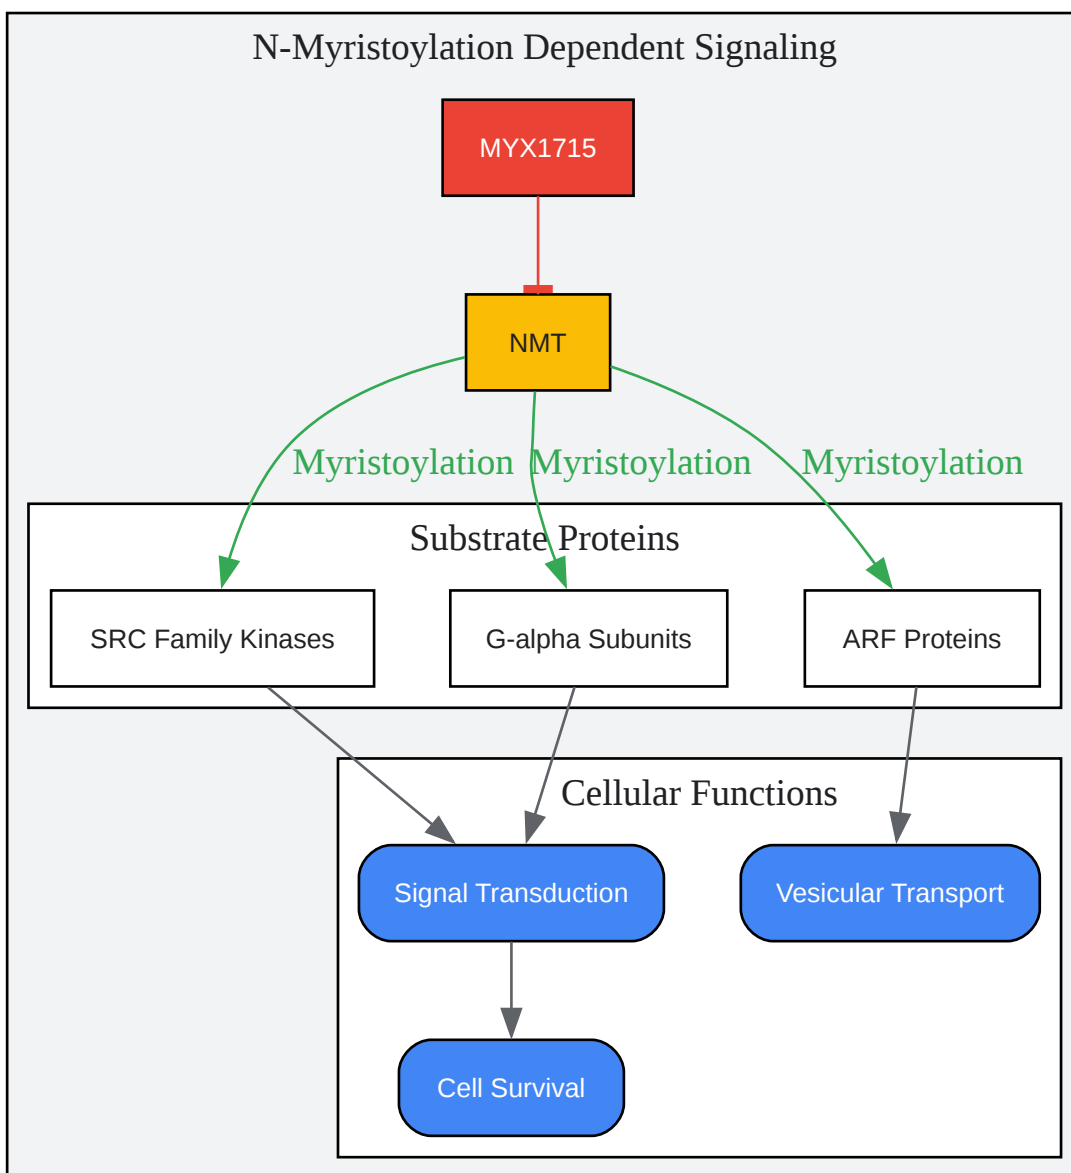 N-Myristoylation Dependent Signaling
MYX1715
NMT
Myristoylation
Myristoylation
Myristoylation
Substrate Proteins
SRC Family Kinases
G-alpha Subunits
ARF Proteins
Cellular Functions
Signal Transduction
Vesicular Transport
Cell Survival